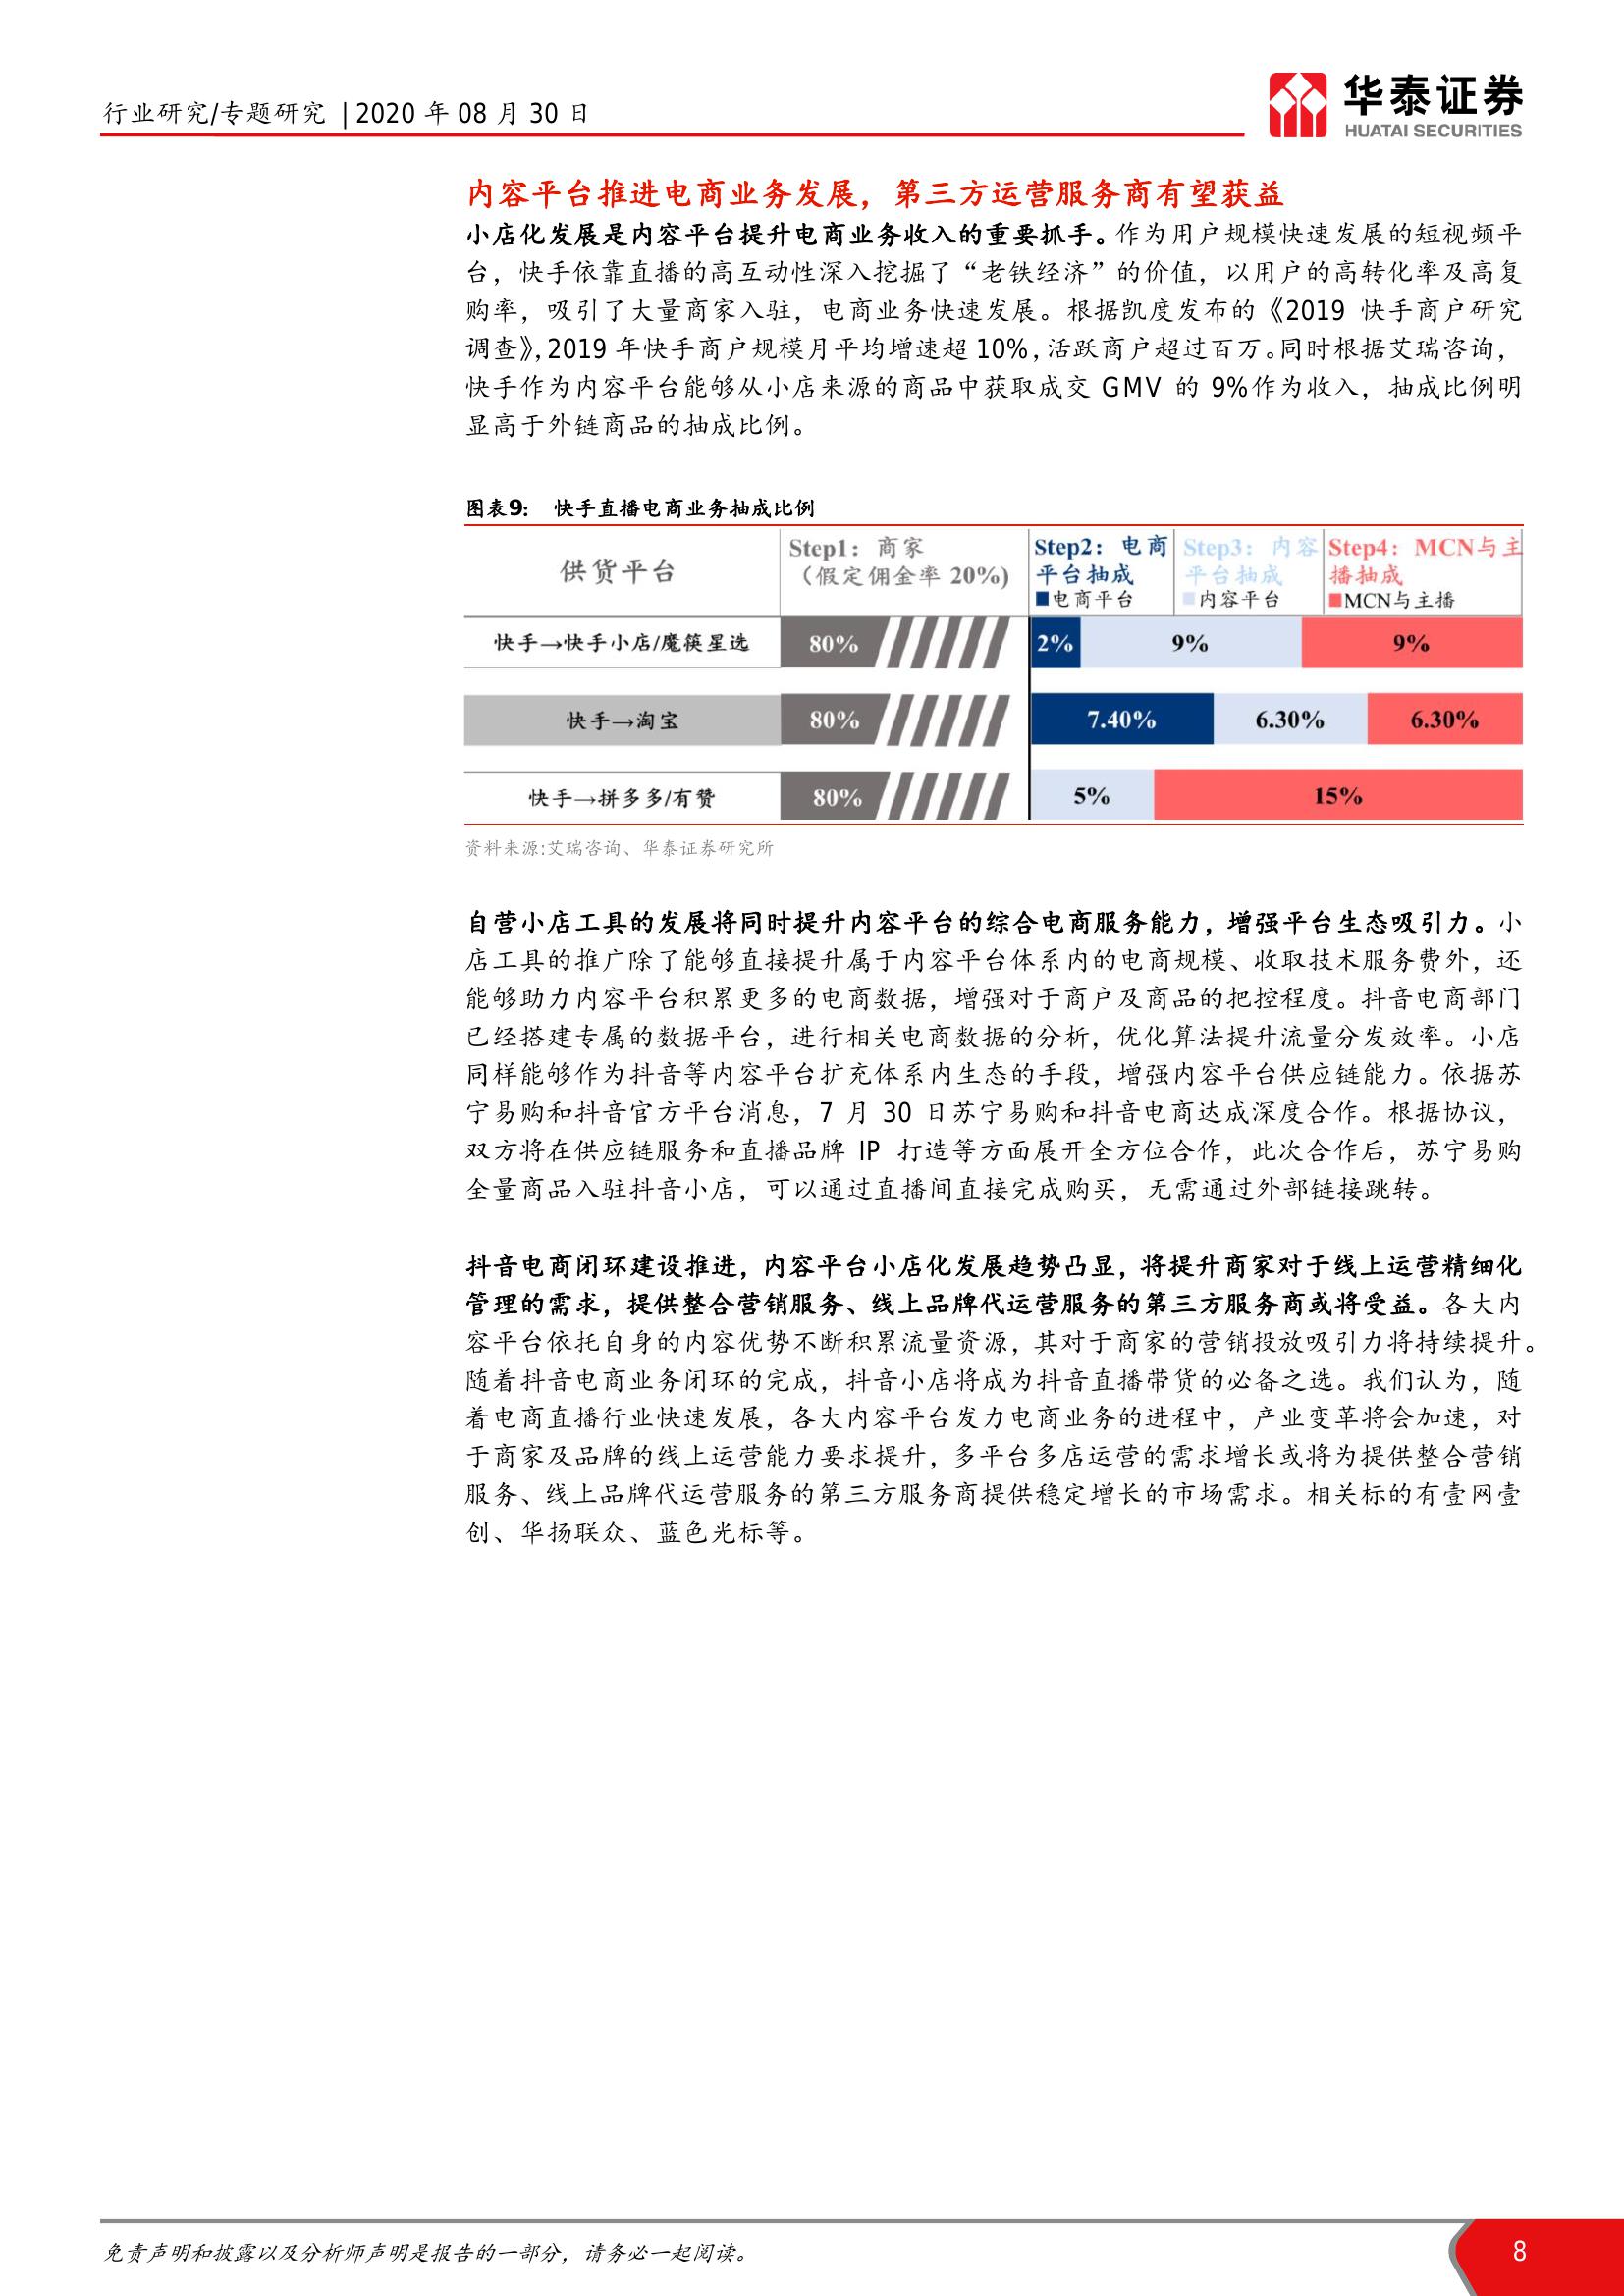 行业研究/专题研究 | 2020 年 08 月 30 日
华泰证券
HUATAI SECURITIES
内容平台推进电商业务发展，第三方运营服务商有望获益
小店化发展是内容平台提升电商业务收入的重要抓手。作为用户规模快速发展的短视频平
台，快手依靠直播的高互动性深入挖掘了“老铁经济”的价值，以用户的高转化率及高复
购率，吸引了大量商家入驻，电商业务快速发展。根据凯度发布的《2019 快手商户研究
调查》，2019 年快手商户规模月平均增速超 10%，活跃商户超过百万。同时根据艾瑞咨询，
快手作为内容平台能够从小店来源的商品中获取成交 GMV 的 9%作为收入，抽成比例明
显高于外链商品的抽成比例。
图表9： 快手直播电商业务抽成比例
供货平台
Step1：商家
（假定佣金率 20%)
Step2：电商
平台抽成
■电商平台
Step3：内容
平台抽成
■内容平台
Step4：MCN与主
播抽成
■MCN与主播
快手→快手小店/魔筷星选 80% 2% 9% 9%
快手→淘宝 80% 7.40% 6.30% 6.30%
快手→拼多多/有赞 80% 5% 15%
资料来源:艾瑞咨询、华泰证券研究所
自营小店工具的发展将同时提升内容平台的综合电商服务能力，增强平台生态吸引力。小
店工具的推广除了能够直接提升属于内容平台体系内的电商规模、收取技术服务费外，还
能够助力内容平台积累更多的电商数据，增强对于商户及商品的把控程度。抖音电商部门
已经搭建专属的数据平台，进行相关电商数据的分析，优化算法提升流量分发效率。小店
同样能够作为抖音等内容平台扩充体系内生态的手段，增强内容平台供应链能力。依据苏
宁易购和抖音官方平台消息，7 月 30 日苏宁易购和抖音电商达成深度合作。根据协议，
双方将在供应链服务和直播品牌 IP 打造等方面展开全方位合作，此次合作后，苏宁易购
全量商品入驻抖音小店，可以通过直播间直接完成购买，无需通过外部链接跳转。
抖音电商闭环建设推进，内容平台小店化发展趋势凸显，将提升商家对于线上运营精细化
管理的需求，提供整合营销服务、线上品牌代运营服务的第三方服务商或将受益。各大内
容平台依托自身的内容优势不断积累流量资源，其对于商家的营销投放吸引力将持续提升。
随着抖音电商业务闭环的完成，抖音小店将成为抖音直播带货的必备之选。我们认为，随
着电商直播行业快速发展，各大内容平台发力电商业务的进程中，产业变革将会加速，对
于商家及品牌的线上运营能力要求提升，多平台多店运营的需求增长或将为提供整合营销
服务、线上品牌代运营服务的第三方服务商提供稳定增长的市场需求。相关标的有壹网壹
创、华扬联众、蓝色光标等。
免责声明和披露以及分析师声明是报告的一部分，请务必一起阅读。
8